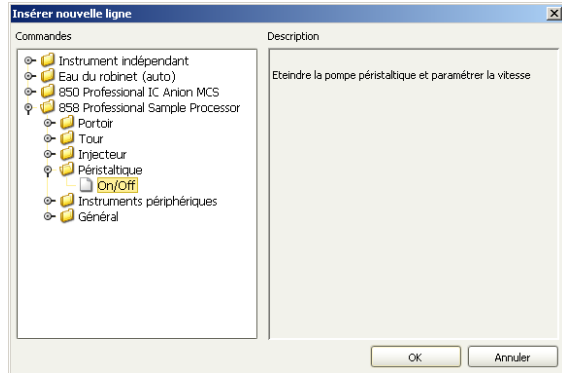 Insérer nouvelle ligne
Commandes
Description
Instrument indépendant
Eau du robinet (auto)
850 Professional IC Anion MCS
858 Professional Sample Processor
Portoir
Tour
Injecteur
Péristaltique
On/Off
Instruments périphériques
Général
Eteindre la pompe péristaltique et paramétrer la vitesse
OK
Annuler